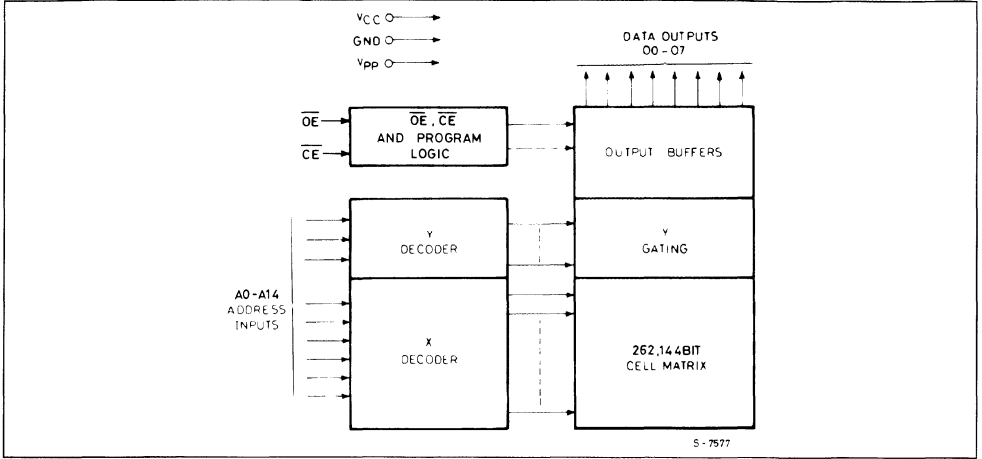 VCC
GND
VPP
DATA OUTPUTS
O0-O7
OE
CE
OE, CE
AND PROGRAM
LOGIC
OUTPUT BUFFERS
Y
DECODER
Y
GATING
A0-A14
ADDRESS
INPUTS
X
DECODER
262,144BIT
CELL MATRIX
S-7577